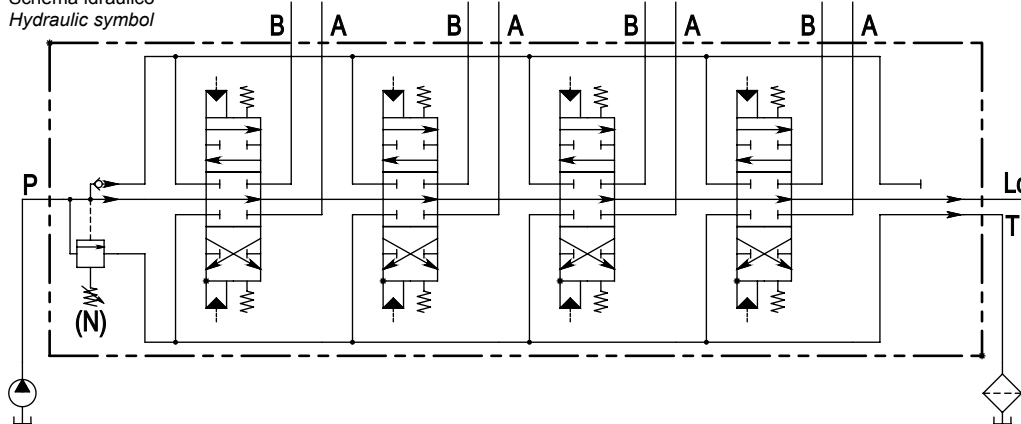 Schema idraulico
Hydraulic symbol
B A B A B A B A
P
T
(N)